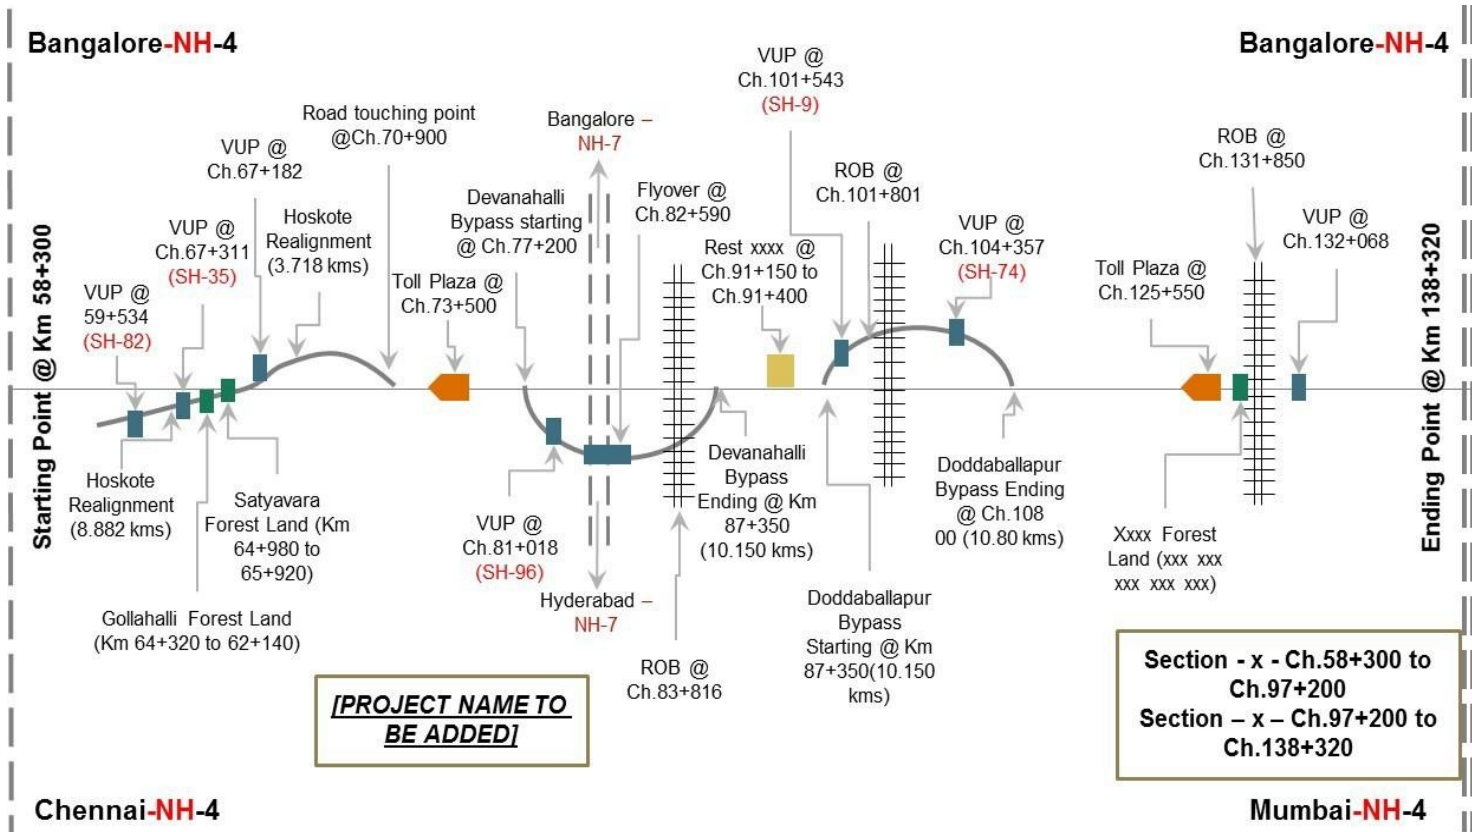 Bangalore-NH-4
Bangalore-NH-4
Starting Point @ Km 58+300
VUP @
59+534
(SH-82)
VUP @
Ch.67+311
(SH-35)
VUP @
Ch.67+182
Hoskote
Realignment
(3.718 kms)
Road touching point
@Ch.70+900
Toll Plaza @
Ch.73+500
Devanahalli
Bypass starting
@ Ch.77+200
Bangalore –
NH-7
Flyover @
Ch.82+590
Rest xxxx @
Ch.91+150 to
Ch.91+400
VUP @
Ch.101+543
(SH-9)
ROB @
Ch.101+801
VUP @
Ch.104+357
(SH-74)
Toll Plaza @
Ch.125+550
ROB @
Ch.131+850
VUP @
Ch.132+068
Ending Point @ Km 138+320
Hoskote
Realignment
(8.882 kms)
Gollahalli Forest Land
(Km 64+320 to 62+140)
Satyavara
Forest Land (Km
64+980 to
65+920)
VUP @
Ch.81+018
(SH-96)
Hyderabad –
NH-7
ROB @
Ch.83+816
Devanahalli
Bypass
Ending @ Km
87+350
(10.150 kms)
Doddaballapur
Bypass
Starting @ Km
87+350(10.150
kms)
Doddaballapur
Bypass Ending
@ Ch.108
00 (10.80 kms)
Xxxx Forest
Land (xxx xxx
xxx xxx xxx)
[PROJECT NAME TO
BE ADDED]
Section - x - Ch.58+300 to
Ch.97+200
Section – x – Ch.97+200 to
Ch.138+320
Chennai-NH-4
Mumbai-NH-4